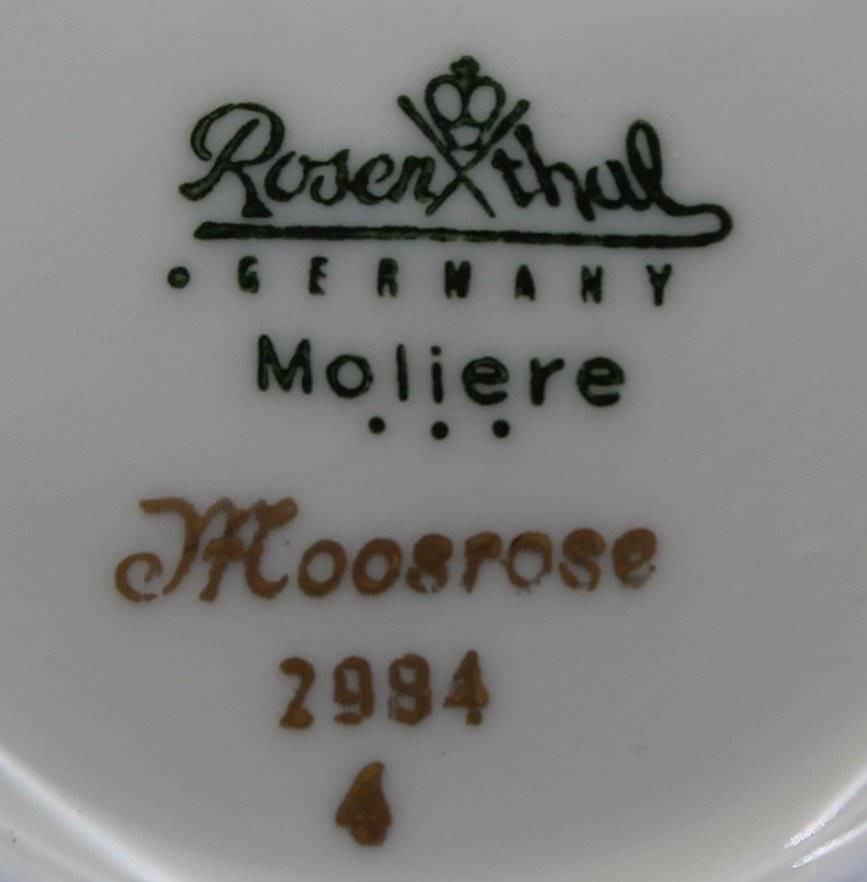 Rosenthal
GERMANY
Moliere
Moosrose
2984
4